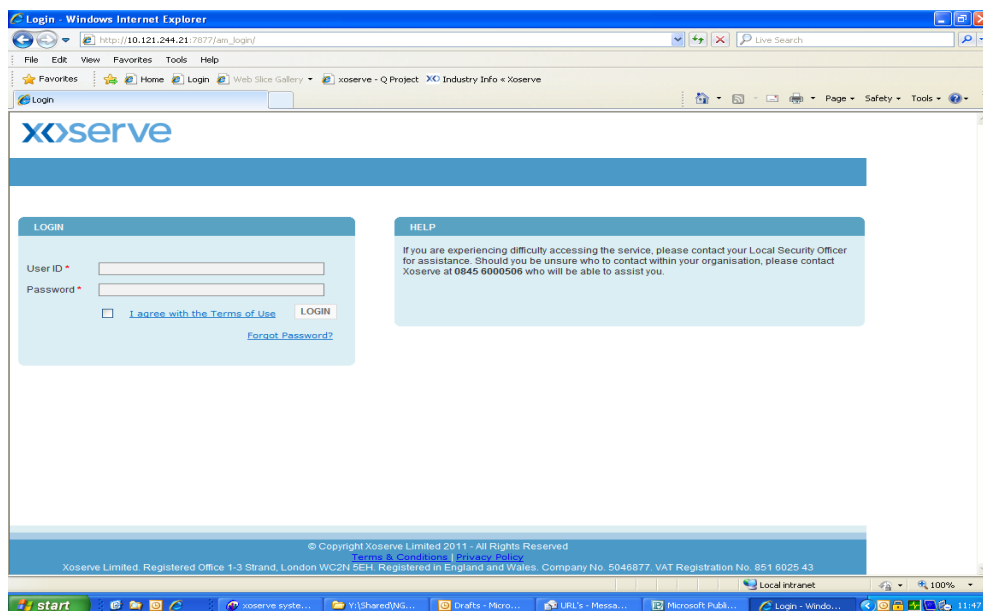 Login - Windows Internet Explorer
http://10.121.244.21:7877/am_login/
Live Search
File Edit View Favorites Tools Help
Favorites Home Login Web Slice Gallery xoserve - Q Project Industry Info « Xoserve
Login
Page Safety Tools
xoserve
LOGIN
HELP
If you are experiencing difficulty accessing the service, please contact your Local Security Officer
for assistance. Should you be unsure who to contact within your organisation, please contact
Xoserve at 0845 6000506 who will be able to assist you.
User ID *
Password *
I agree with the Terms of Use LOGIN
Forgot Password?
© Copyright Xoserve Limited 2011 - All Rights Reserved
Terms & Conditions | Privacy Policy
Xoserve Limited. Registered Office 1-3 Strand, London WC2N 5EH. Registered in England and Wales. Company No. 5046877. VAT Registration No. 851 6025 43
Local intranet 100%
start xoserve syste... Y:\Shared\NG... Drafts - Micro... URL's - Messa... Microsoft Publi... Login - Windo... 11:47